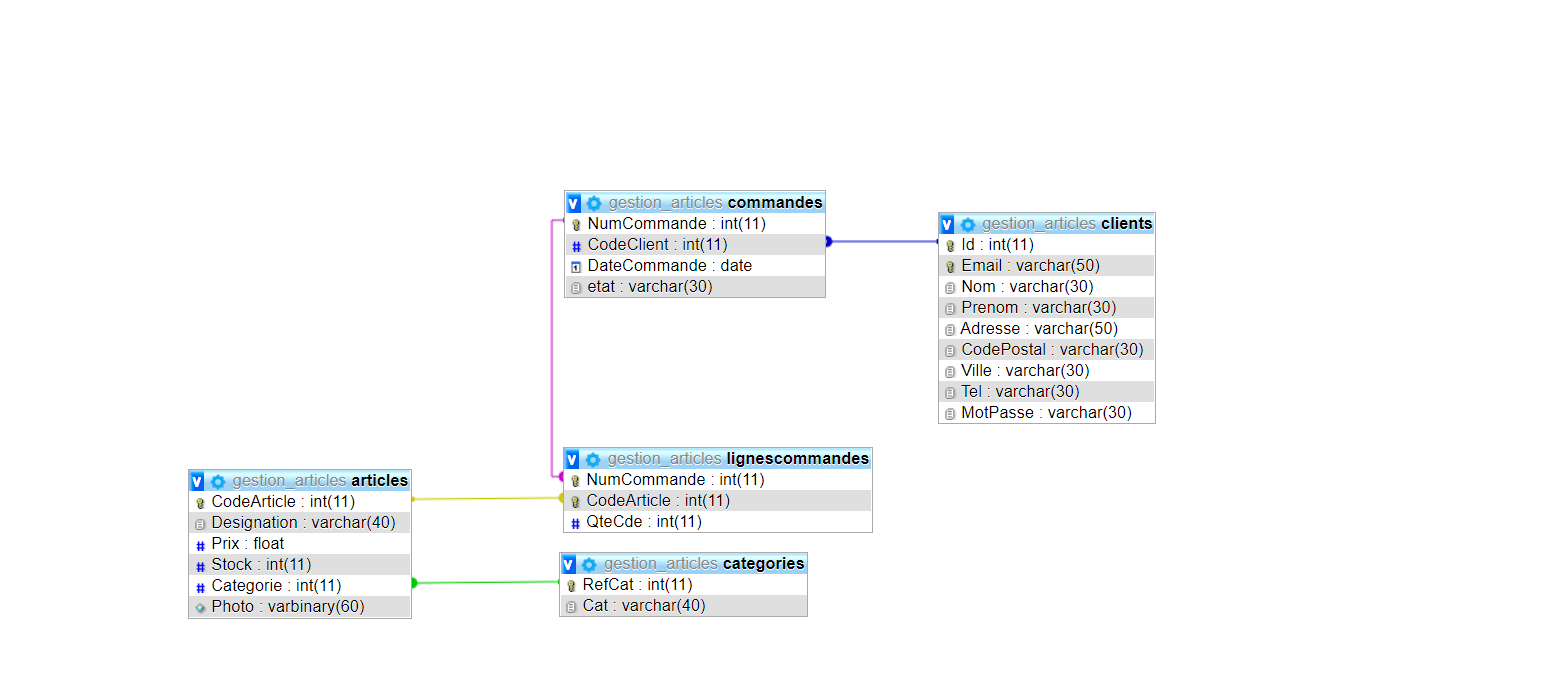 gestion_articles commandes
NumCommande : int(11)
CodeClient : int(11)
DateCommande : date
etat : varchar(30)
gestion_articles clients
Id : int(11)
Email : varchar(50)
Nom : varchar(30)
Prenom : varchar(30)
Adresse : varchar(50)
CodePostal : varchar(30)
Ville : varchar(30)
Tel : varchar(30)
MotPasse : varchar(30)
gestion_articles lignescommandes
NumCommande : int(11)
CodeArticle : int(11)
QteCde : int(11)
gestion_articles articles
CodeArticle : int(11)
Designation : varchar(40)
Prix : float
Stock : int(11)
Categorie : int(11)
Photo : varbinary(60)
gestion_articles categories
RefCat : int(11)
Cat : varchar(40)